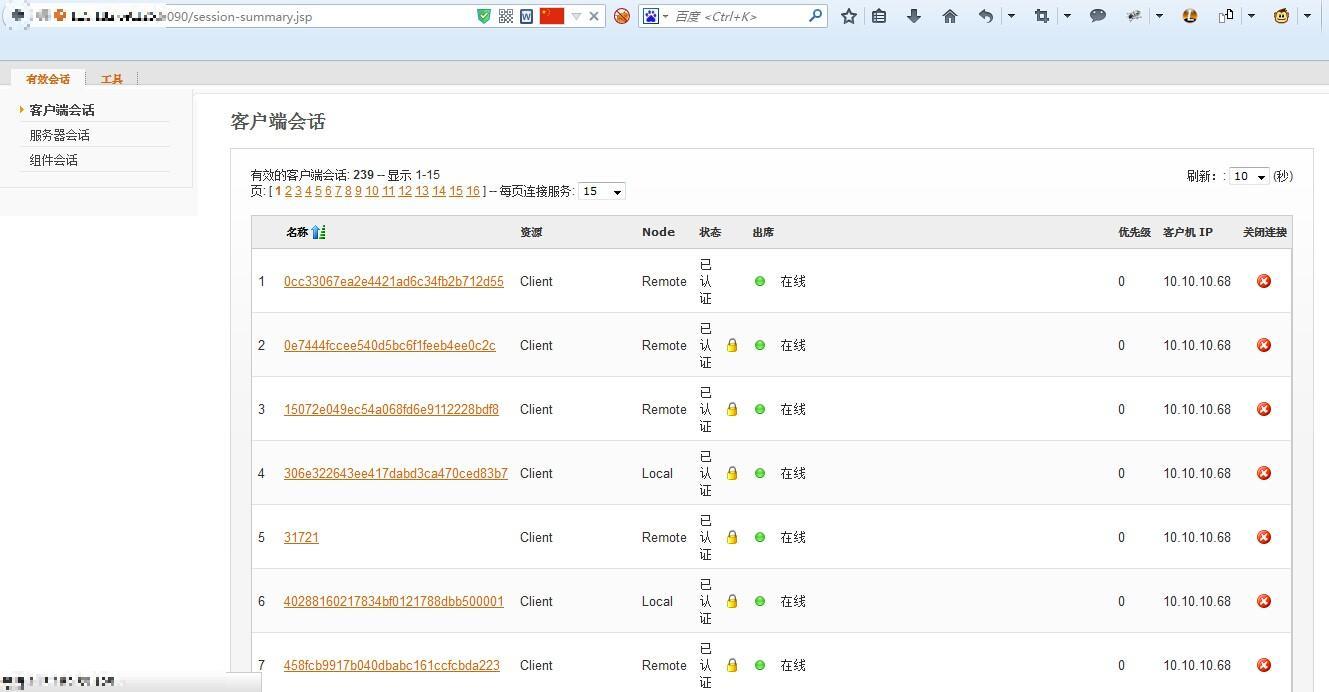 090/session-summary.jsp
百度 <Ctrl+K>
有效会话 工具
客户端会话
服务器会话
组件会话
客户端会话
有效的客户端会话: 239 -- 显示 1-15
刷新: : 10 (秒)
页: [ 1 2 3 4 5 6 7 8 9 10 11 12 13 14 15 16 ] -- 每页连接服务: 15
名称 资源 Node 状态 出席 优先级 客户机 IP 关闭连接
1 0cc33067ea2e4421ad6c34fb2b712d55 Client Remote 已认证 在线 0 10.10.10.68
2 0e7444fccee540d5bc6f1feeb4ee0c2c Client Remote 已认证 在线 0 10.10.10.68
3 15072e049ec54a068fd6e9112228bdf8 Client Remote 已认证 在线 0 10.10.10.68
4 306e322643ee417dabd3ca470ced83b7 Client Local 已认证 在线 0 10.10.10.68
5 31721 Client Remote 已认证 在线 0 10.10.10.68
6 40288160217834bf0121788dbb500001 Client Local 已认证 在线 0 10.10.10.68
7 458fcb9917b040dbabc161ccfcbda223 Client Remote 已认证 在线 0 10.10.10.68